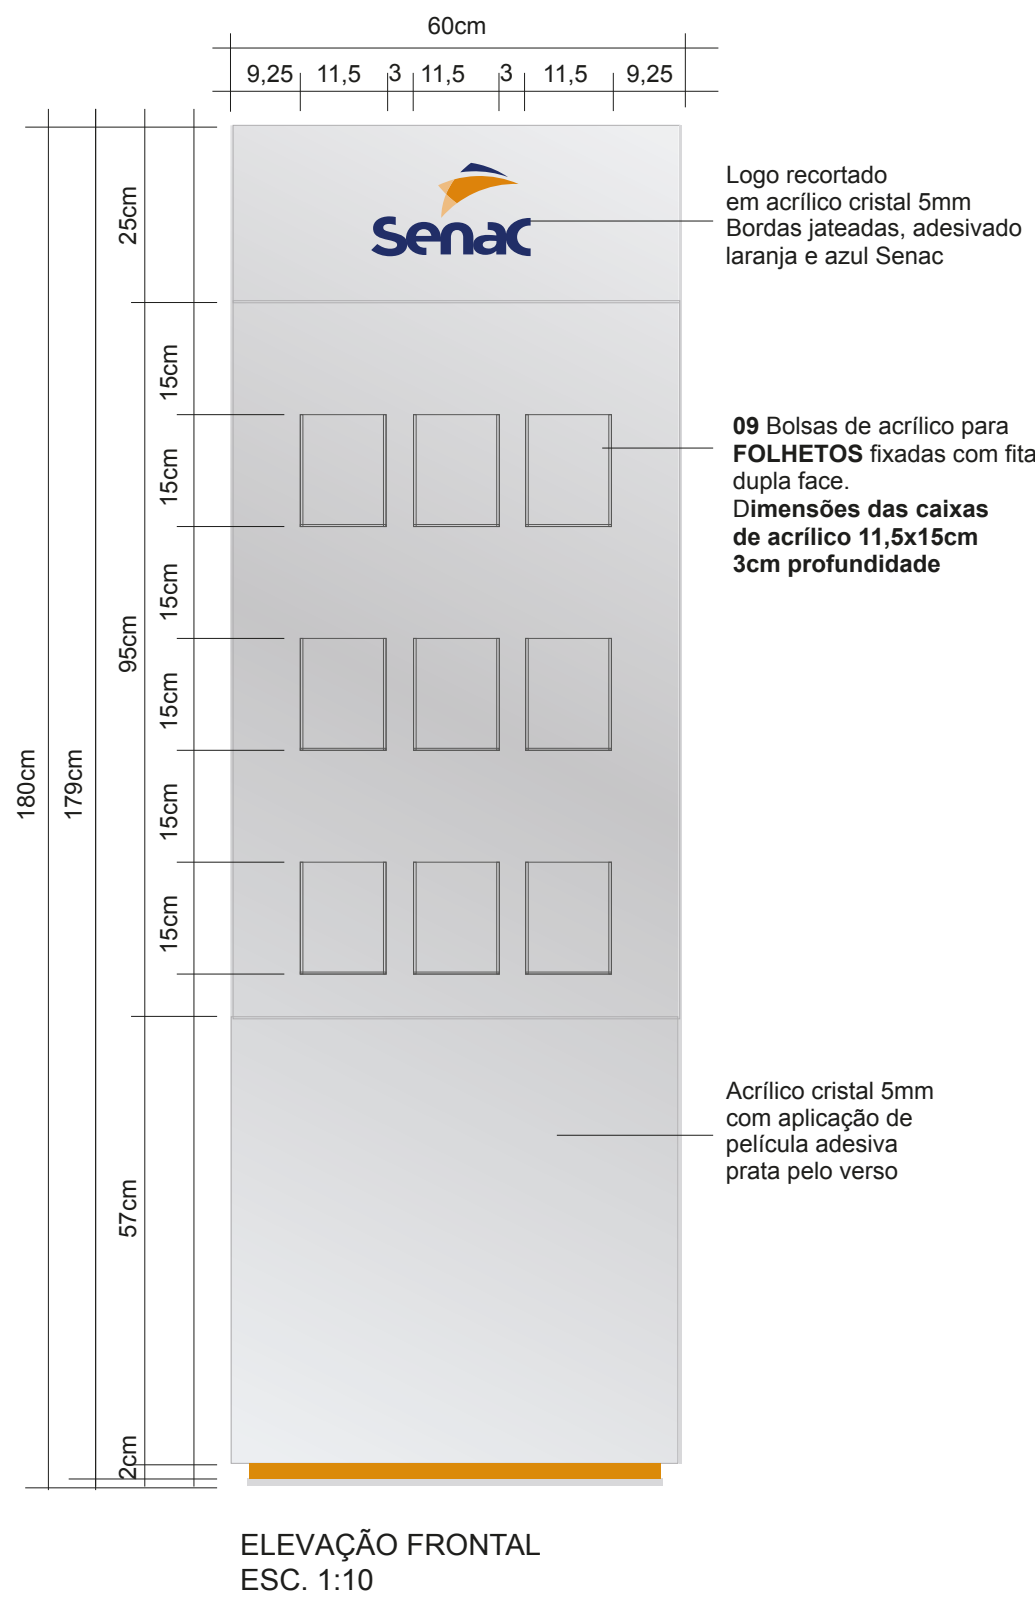 60cm
9,25 11,5 3 11,5 3 11,5 9,25
Senac
25cm
Logo recortado
em acrílico cristal 5mm
Bordas jateadas, adesivado
laranja e azul Senac
15cm
15cm
15cm
15cm
15cm
15cm
95cm
180cm
179cm
09 Bolsas de acrílico para
FOLHETOS fixadas com fita
dupla face.
Dimensões das caixas
de acrílico 11,5x15cm
3cm profundidade
57cm
Acrílico cristal 5mm
com aplicação de
película adesiva
prata pelo verso
2cm
ELEVAÇÃO FRONTAL
ESC. 1:10